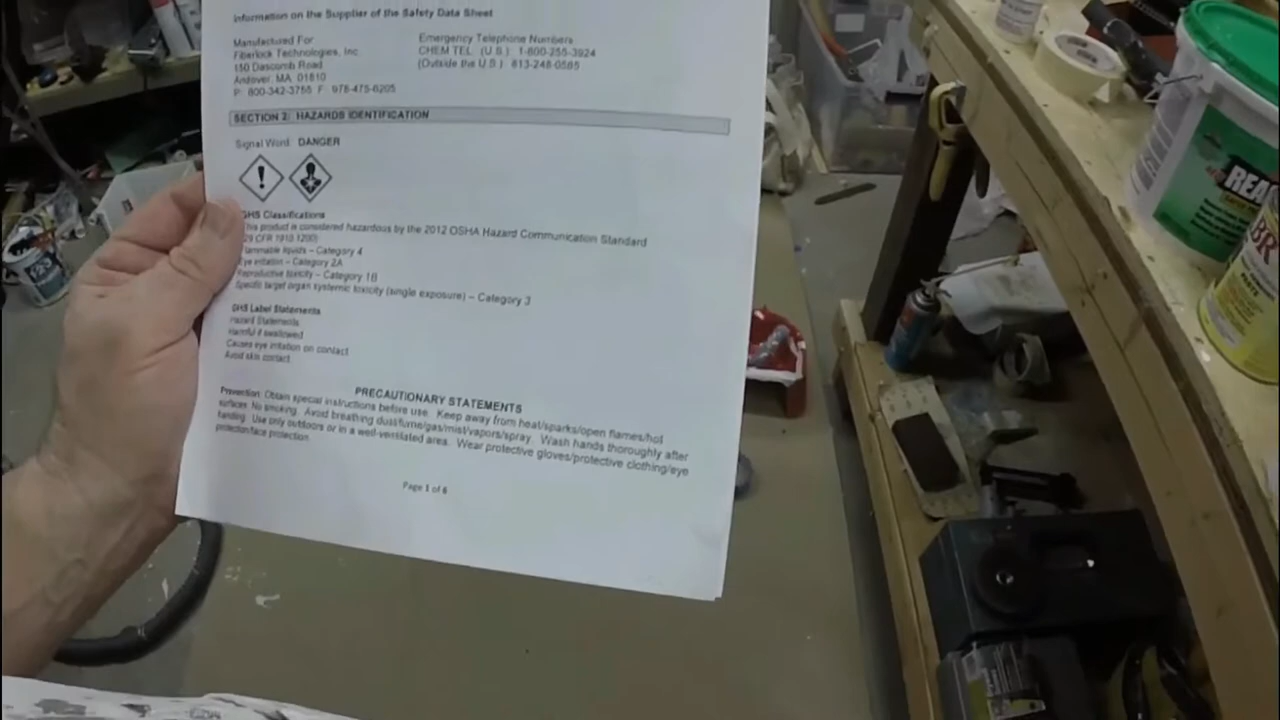 Information on the Supplier of the Safety Data Sheet
Manufactured For
Fiberlock Technologies, Inc.
150 Dascomb Road
Andover, MA 01810
P: 800-342-3755 F: 978-475-6205
Emergency Telephone Numbers
CHEM TEL: (U.S.): 1-800-255-3924
(Outside the U.S.) 813-248-0585
SECTION 2: HAZARDS IDENTIFICATION
Signal Word DANGER
GHS Classifications
This product is considered hazardous by the 2012 OSHA Hazard Communication Standard
29 CFR 1910.1200)
Flammable liquids – Category 4
Eye irritation – Category 2A
Reproductive toxicity – Category 1B
Specific target organ systemic toxicity (single exposure) – Category 3
GHS Label Statements
Hazard Statements
Harmful if swallowed
Causes eye irritation on contact
Avoid skin contact
PRECAUTIONARY STATEMENTS
Prevention: Obtain special instructions before use. Keep away from heat/sparks/open flames/hot
surfaces. No smoking. Avoid breathing dust/fume/gas/mist/vapors/spray. Wash hands thoroughly after
handling. Use only outdoors or in a well-ventilated area. Wear protective gloves/protective clothing/eye
protection/face protection.
Page 1 of 6
123
REA
BR